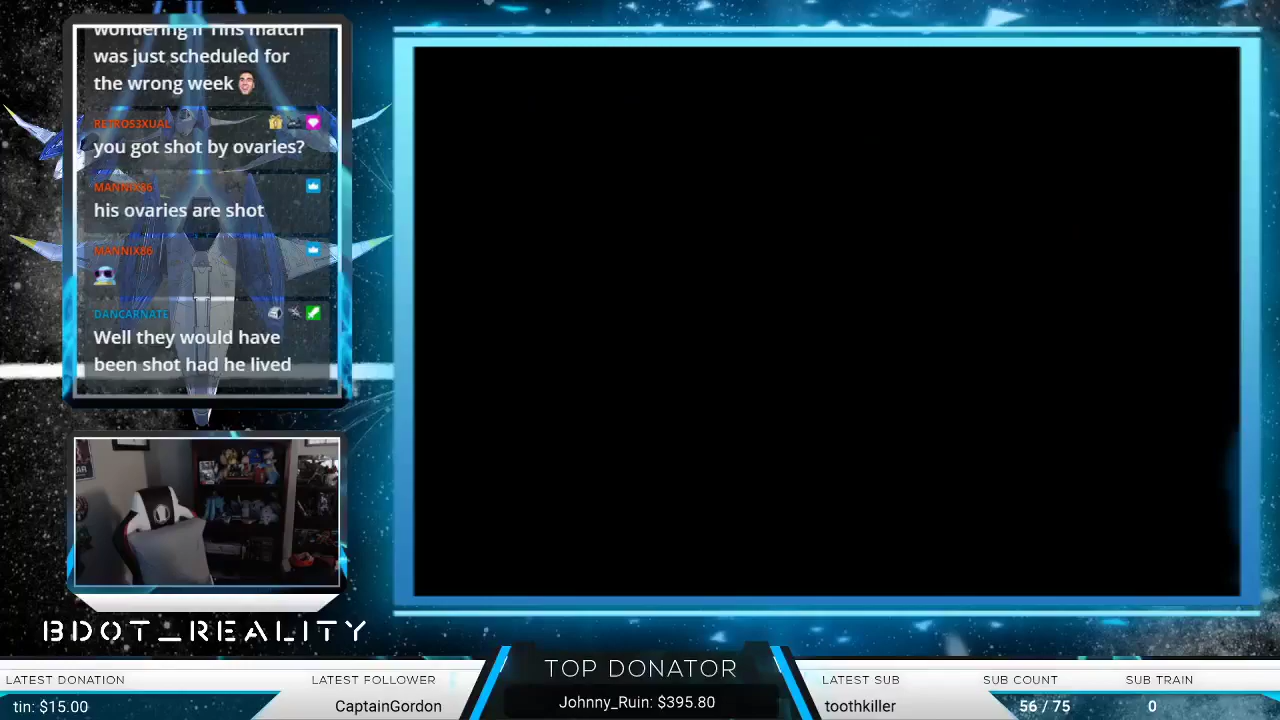 wondering if this match
was just scheduled for
the wrong week
RETROS3XUAL
you got shot by ovaries?
MANNIX86
his ovaries are shot
MANNIX86
DANCARNATE
Well they would have
been shot had he lived
BDOT_REALITY
LATEST DONATION
tin: $15.00
LATEST FOLLOWER
CaptainGordon
TOP DONATOR
Johnny_Ruin: $395.80
LATEST SUB
toothkiller
SUB COUNT
56 / 75
SUB TRAIN
0